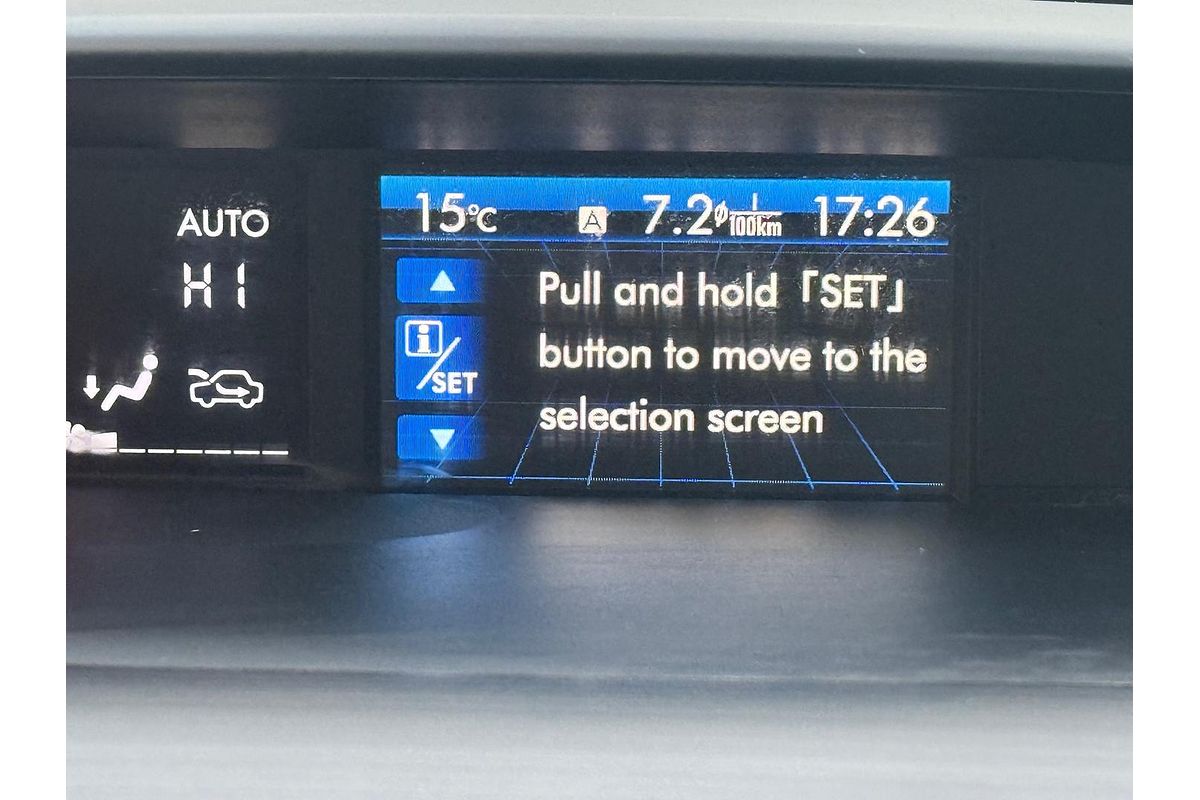 AUTO
HI
15°C A 7.2ø l/100km 17:26
i/SET
Pull and hold「SET」
button to move to the
selection screen